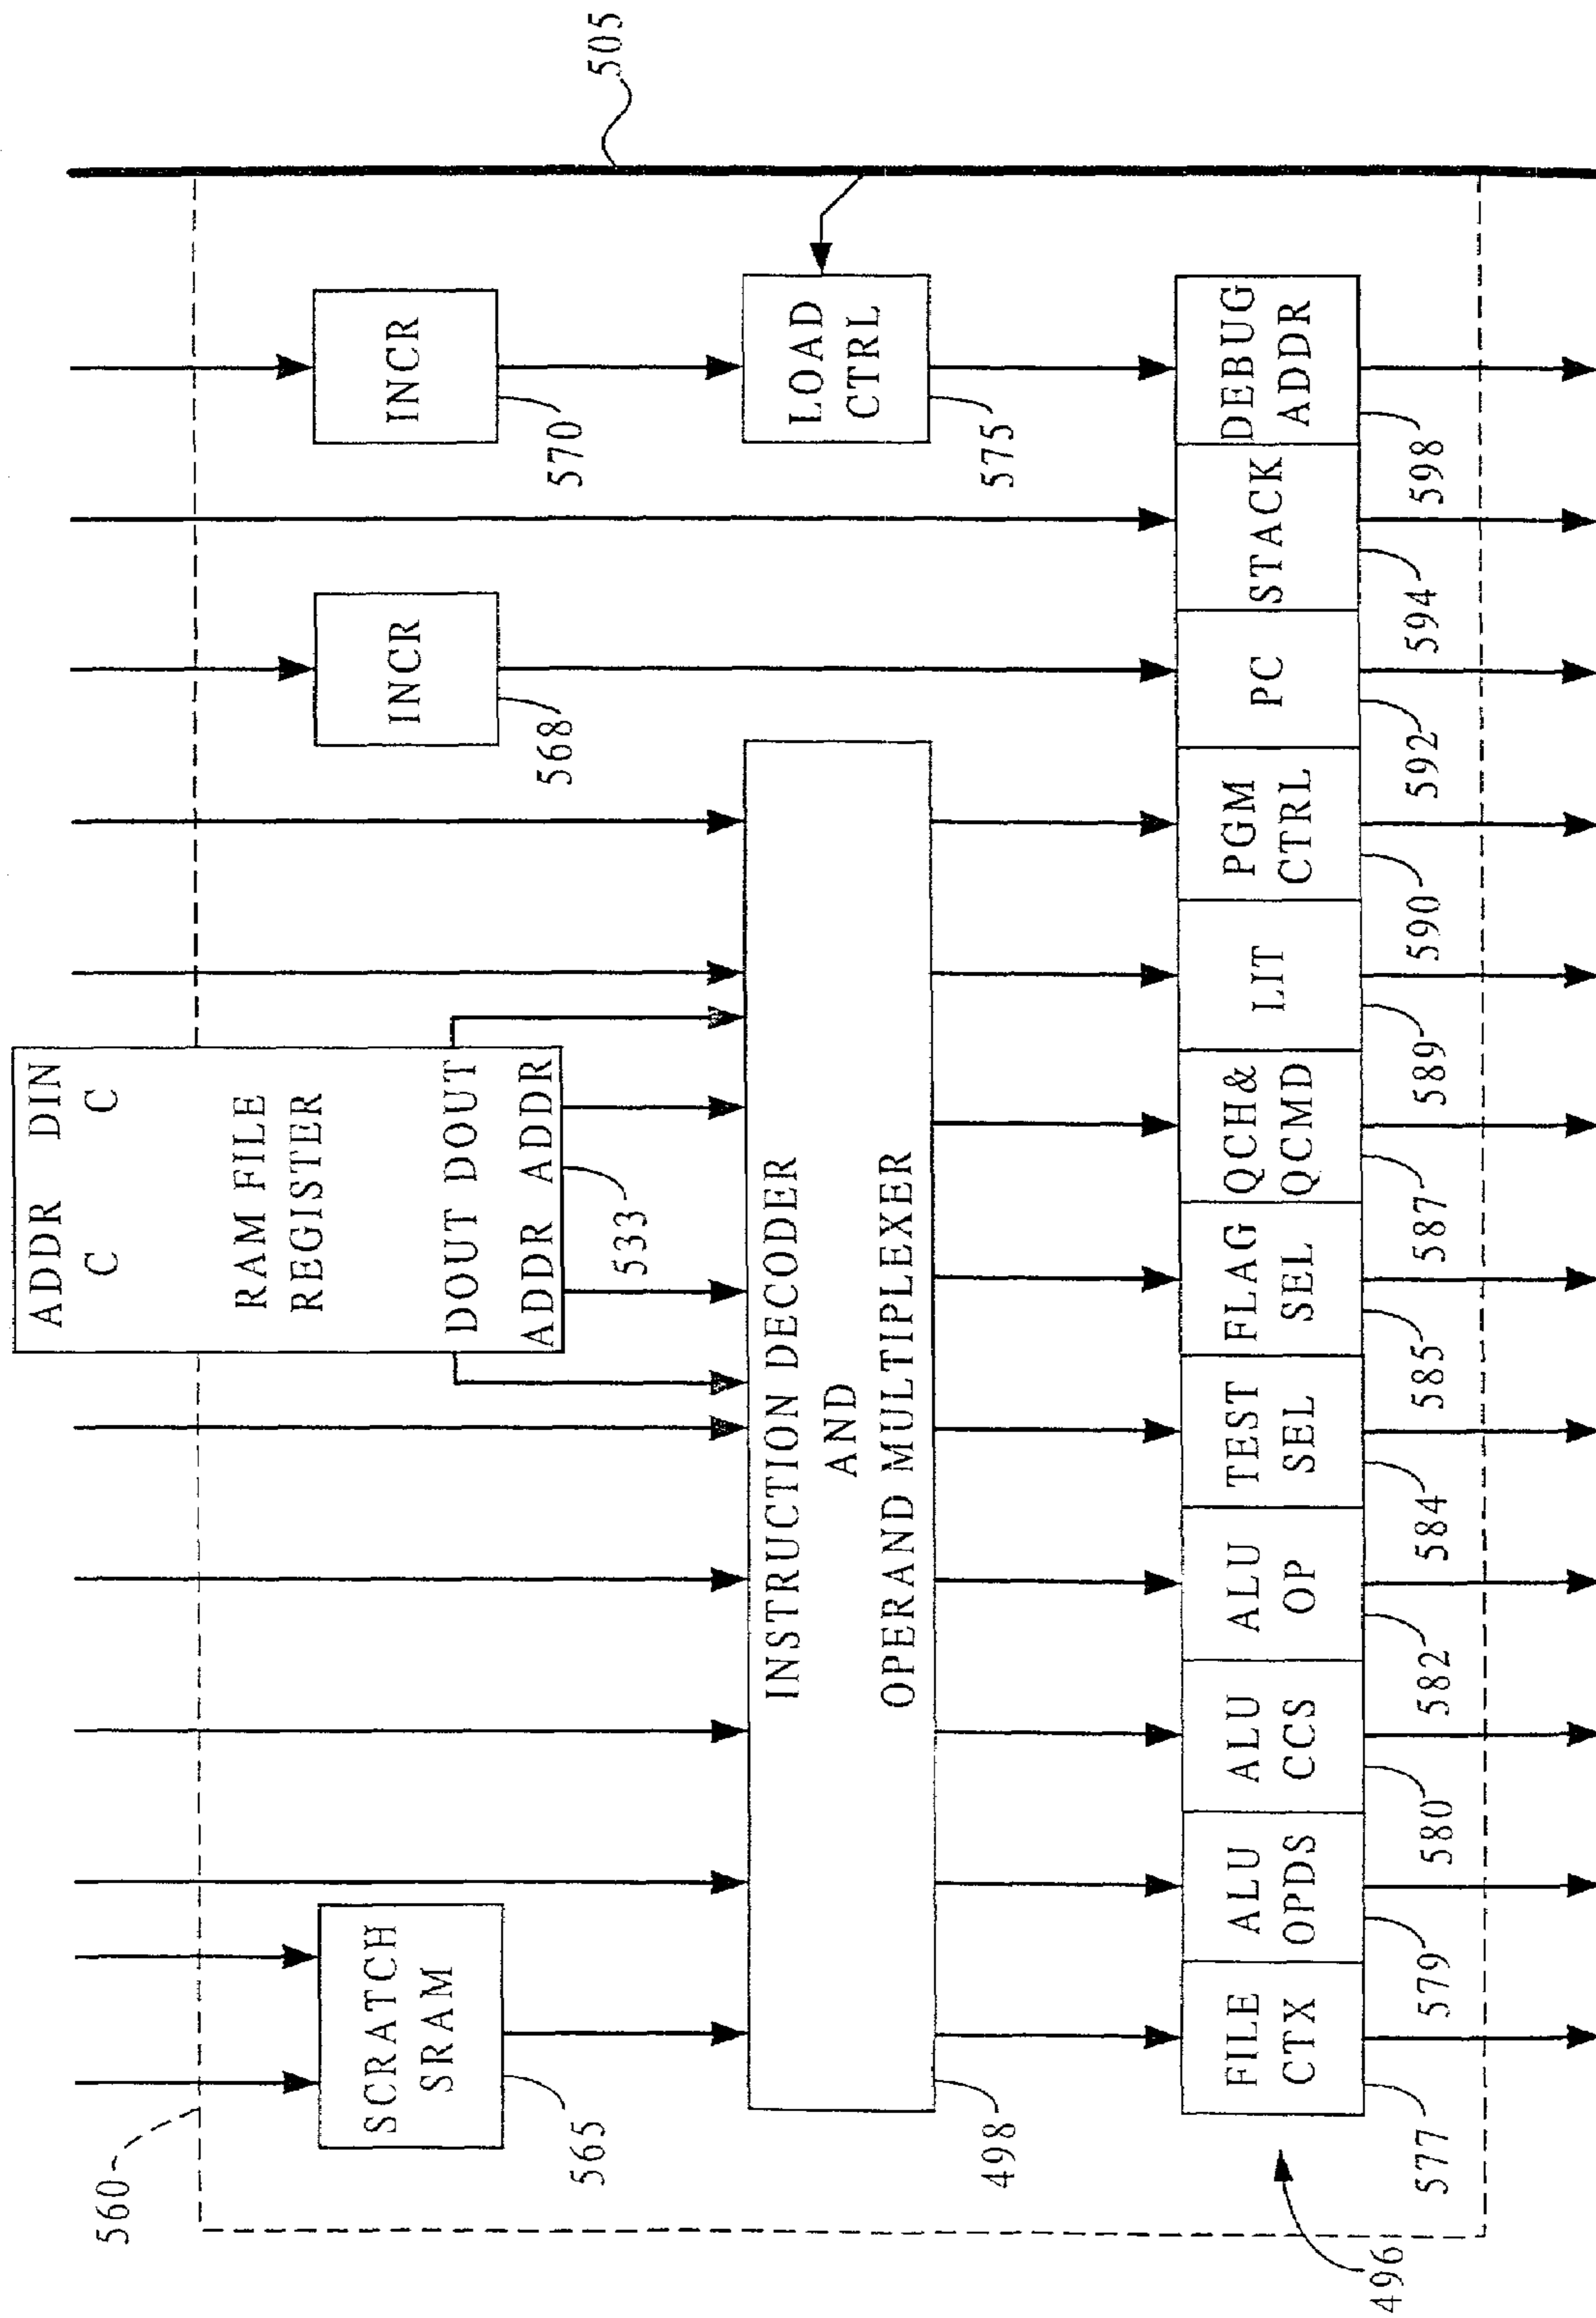 505
560
ADDR DIN
C C
RAM FILE
REGISTER
DOUT DOUT
ADDR ADDR
533
SCRATCH
SRAM
565
INCR
568
INCR
570
INSTRUCTION DECODER
AND
OPERAND MULTIPLEXER
498
LOAD
CTRL
575
FILE
CTX
577
ALU
OPDS
579
ALU
CCS
580
ALU
OP
582
TEST
SEL
584
FLAG
SEL
585
QCH&
QCMD
587
LIT
589
PGM
CTRL
590
PC
592
STACK
594
DEBUG
ADDR
598
496